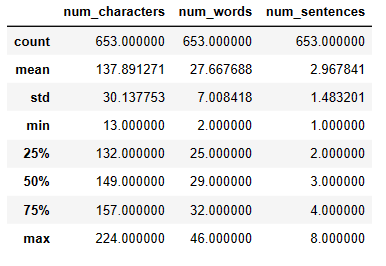 num_characters num_words num_sentences
count 653.000000 653.000000 653.000000
mean 137.891271 27.667688 2.967841
std 30.137753 7.008418 1.483201
min 13.000000 2.000000 1.000000
25% 132.000000 25.000000 2.000000
50% 149.000000 29.000000 3.000000
75% 157.000000 32.000000 4.000000
max 224.000000 46.000000 8.000000